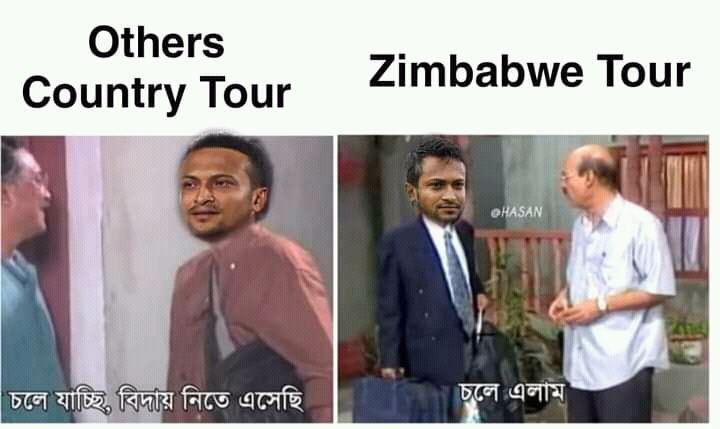 Others
Country Tour
Zimbabwe Tour
@HASAN
চলে যাচ্ছি, বিদায় নিতে এসেছি
চলে এলাম